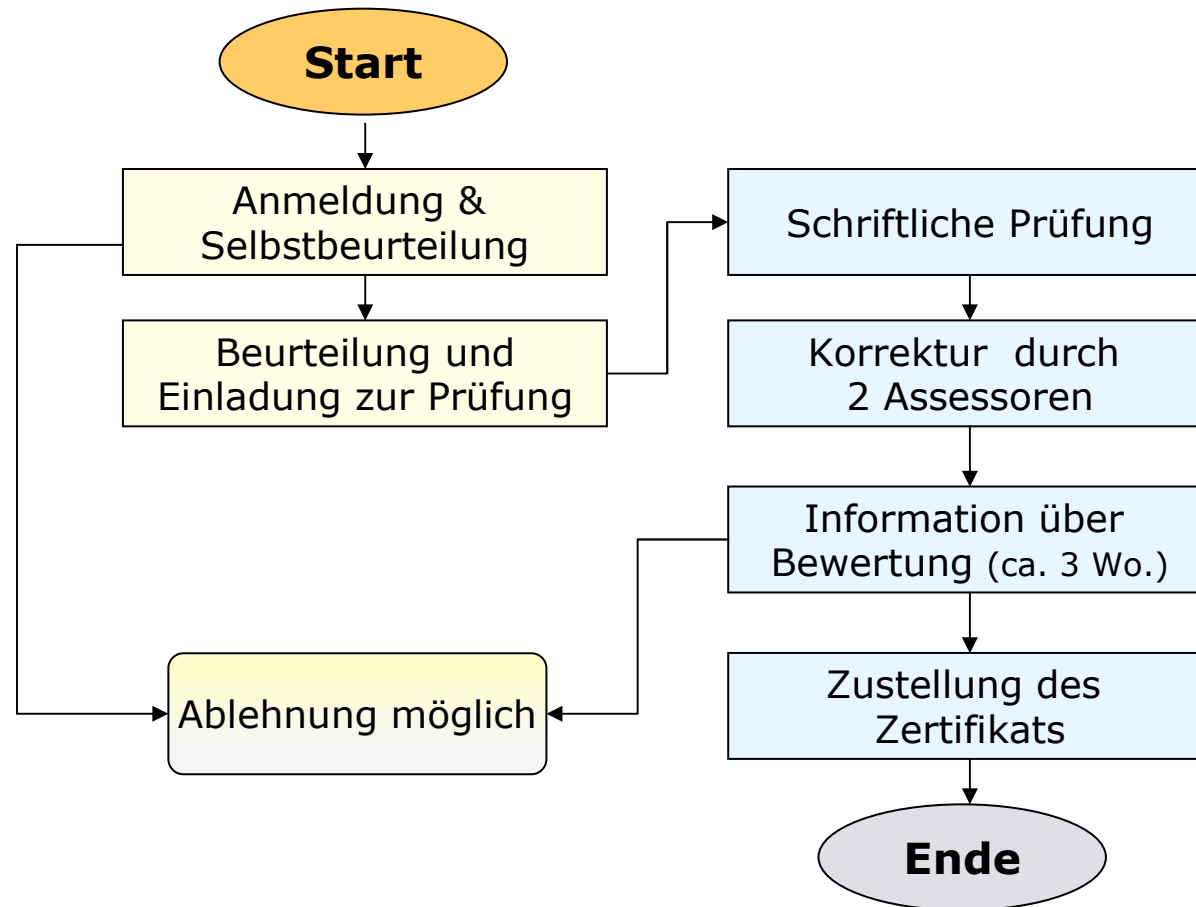 Start
Anmeldung &
Selbstbeurteilung
Beurteilung und
Einladung zur Prüfung
Schriftliche Prüfung
Korrektur durch
2 Assessoren
Information über
Bewertung (ca. 3 Wo.)
Ablehnung möglich
Zustellung des
Zertifikats
Ende